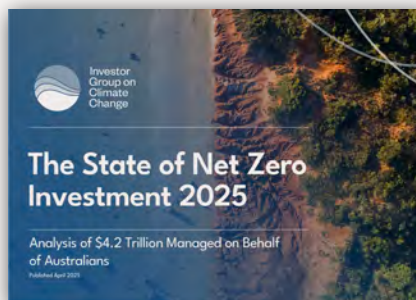 Investor
Group on
Climate
Change
The State of Net Zero
Investment 2025
Analysis of $4.2 Trillion Managed on Behalf
of Australians
Published April 2025